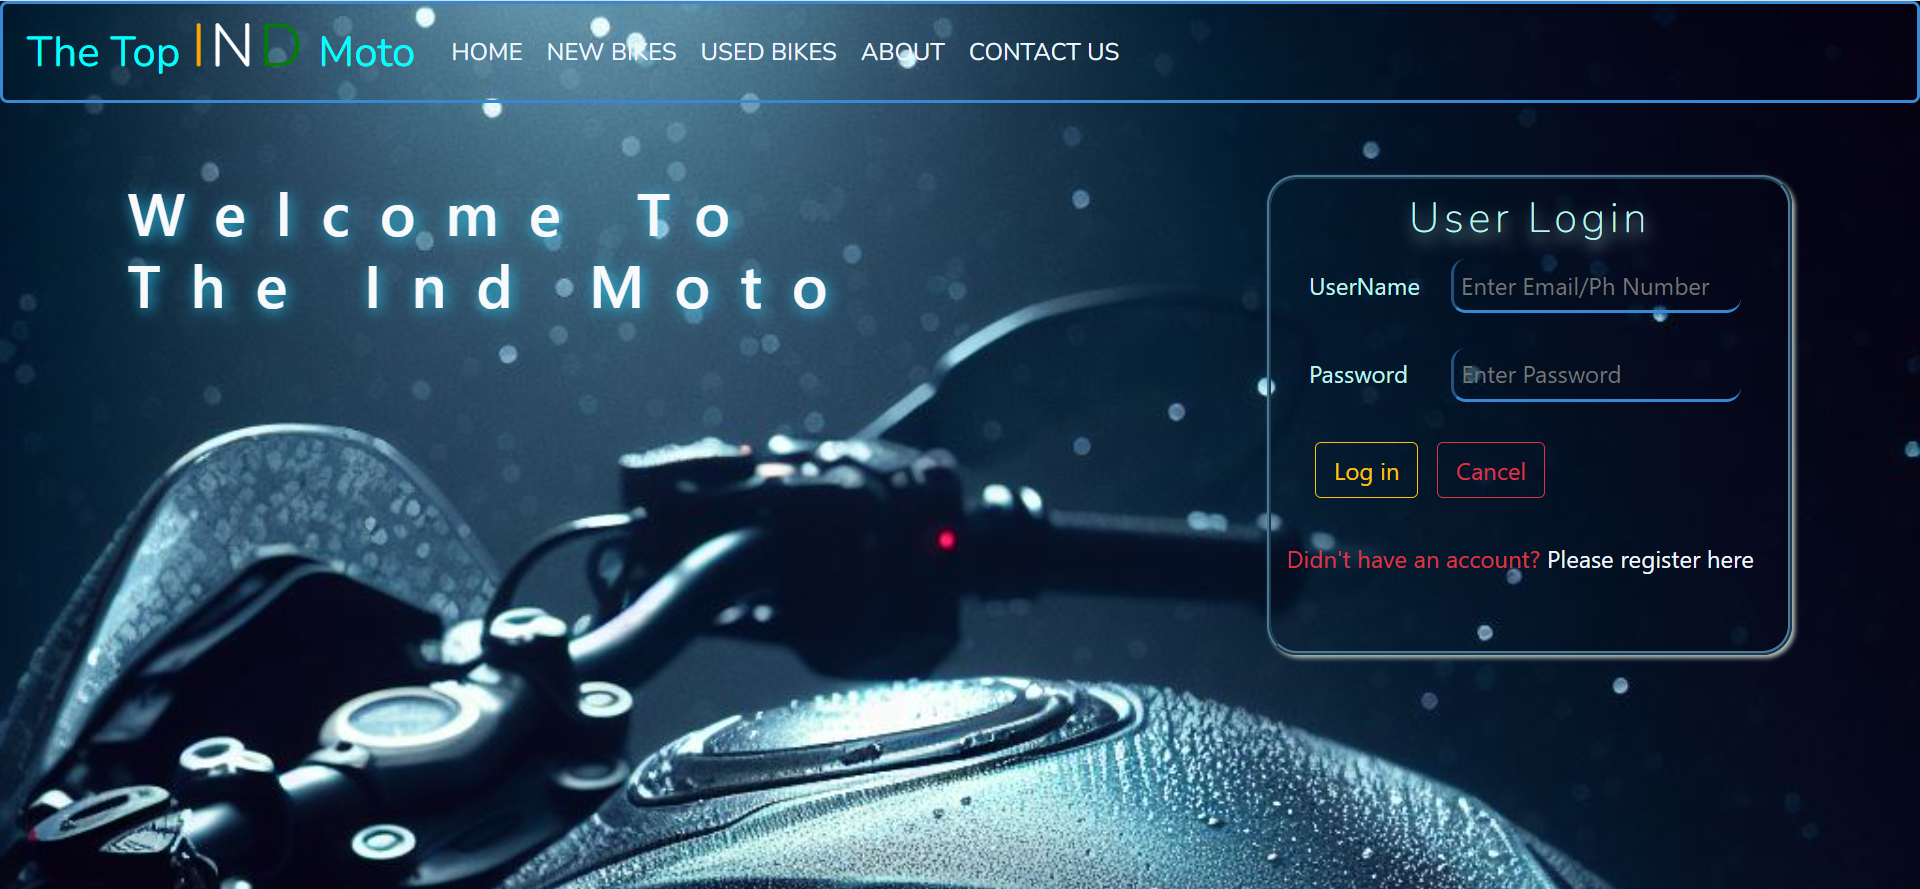 The Top IND Moto HOME NEW BIKES USED BIKES ABOUT CONTACT US
Welcome To
The Ind Moto
User Login
UserName Enter Email/Ph Number
Password Enter Password
Log in Cancel
Didn't have an account? Please register here